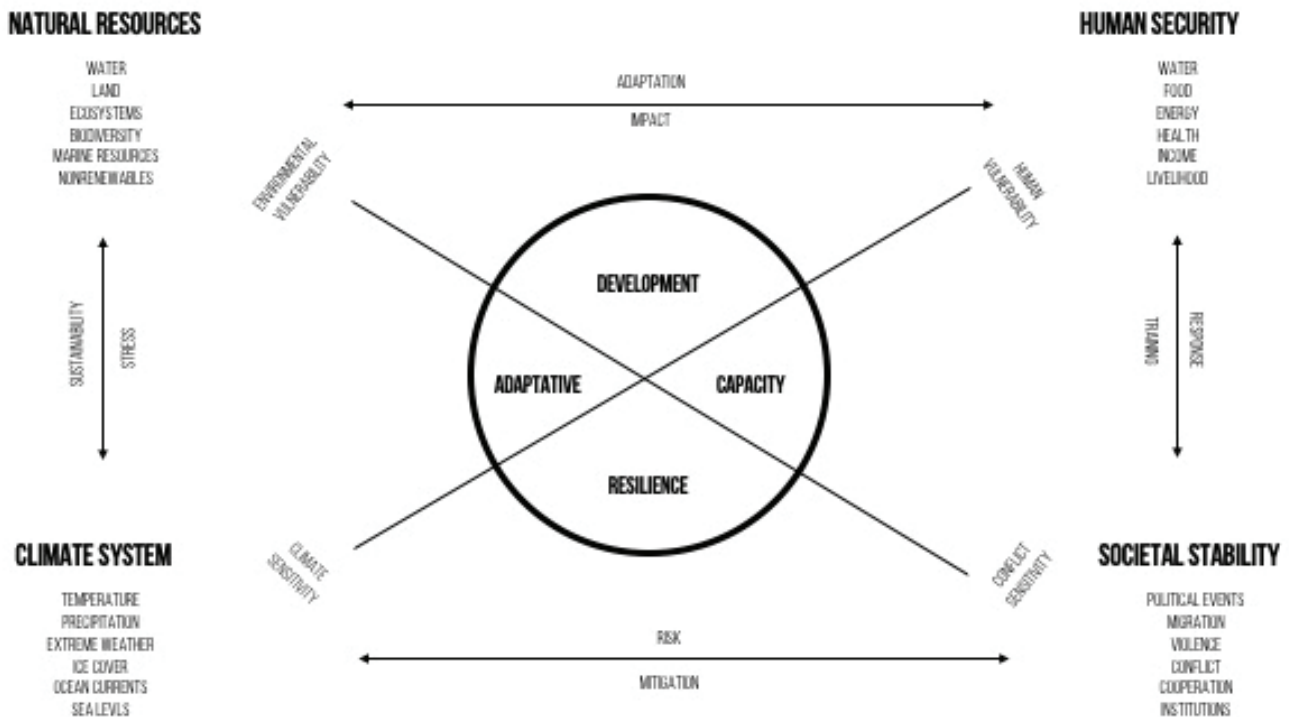 NATURAL RESOURCES
WATER
LAND
ECOSYSTEMS
BIODIVERSITY
MARINE RESOURCES
NONRENEWABLES
HUMAN SECURITY
WATER
FOOD
ENERGY
HEALTH
INCOME
LIVELIHOOD
ADAPTATION
IMPACT
ENVIRONMENTAL
VULNERABILITY
HUMAN
VULNERABILITY
SUSTAINABILITY
STRESS
DEVELOPMENT
ADAPTATIVE
CAPACITY
RESILIENCE
TRAINING
RESPONSE
CLIMATE SYSTEM
TEMPERATURE
PRECIPITATION
EXTREME WEATHER
ICE COVER
OCEAN CURRENTS
SEA LEVLS
CLIMATE
SENSITIVITY
CONFLICT
SENSITIVITY
RISK
MITIGATION
SOCIETAL STABILITY
POLITICAL EVENTS
MIGRATION
VIOLENCE
CONFLICT
COOPERATION
INSTITUTIONS